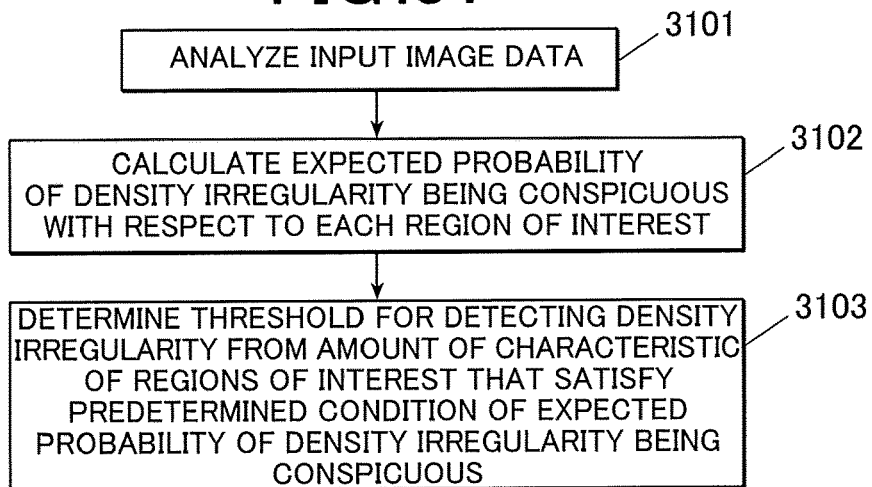 3101
ANALYZE INPUT IMAGE DATA
3102
CALCULATE EXPECTED PROBABILITY
OF DENSITY IRREGULARITY BEING CONSPICUOUS
WITH RESPECT TO EACH REGION OF INTEREST
3103
DETERMINE THRESHOLD FOR DETECTING DENSITY
IRREGULARITY FROM AMOUNT OF CHARACTERISTIC
OF REGIONS OF INTEREST THAT SATISFY
PREDETERMINED CONDITION OF EXPECTED
PROBABILITY OF DENSITY IRREGULARITY BEING
CONSPICUOUS